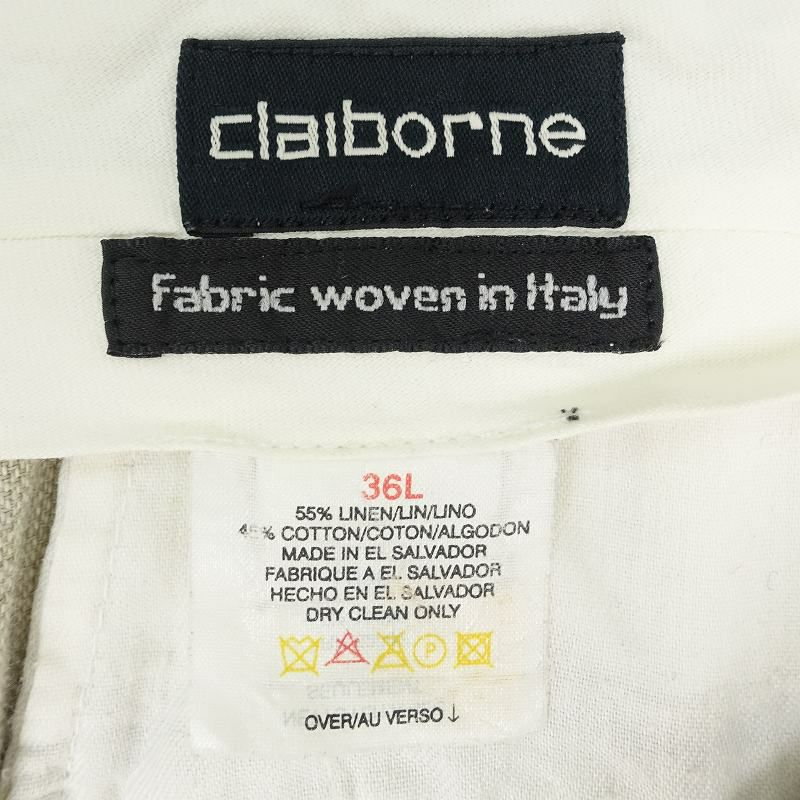 claiborne
Fabric woven in Italy
36L
55% LINEN/LIN/LINO
45% COTTON/COTON/ALGODON
MADE IN EL SALVADOR
FABRIQUE A EL SALVADOR
HECHO EN EL SALVADOR
DRY CLEAN ONLY
P
OVER/AU VERSO↓